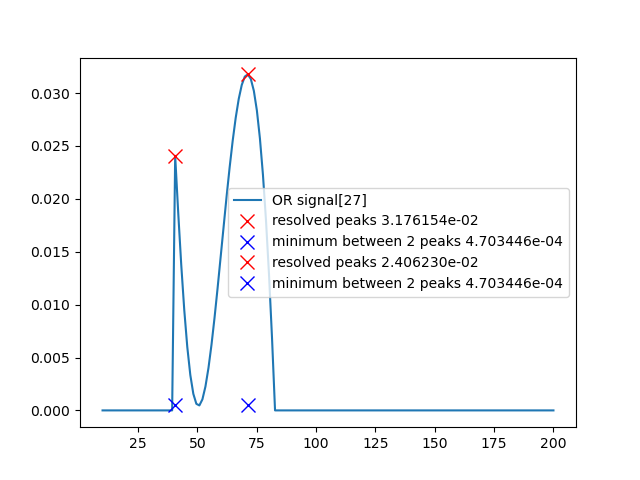 0.030
0.025
0.020
0.015
0.010
0.005
0.000
OR signal[27]
resolved peaks 3.176154e-02
minimum between 2 peaks 4.703446e-04
resolved peaks 2.406230e-02
minimum between 2 peaks 4.703446e-04
25 50 75 100 125 150 175 200